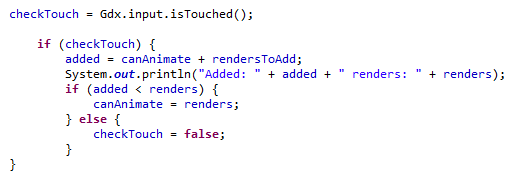 checkTouch = Gdx.input.isTouched();
if (checkTouch) {
added = canAnimate + rendersToAdd;
System.out.println("Added: " + added + " renders: " + renders);
if (added < renders) {
canAnimate = renders;
} else {
checkTouch = false;
}
}